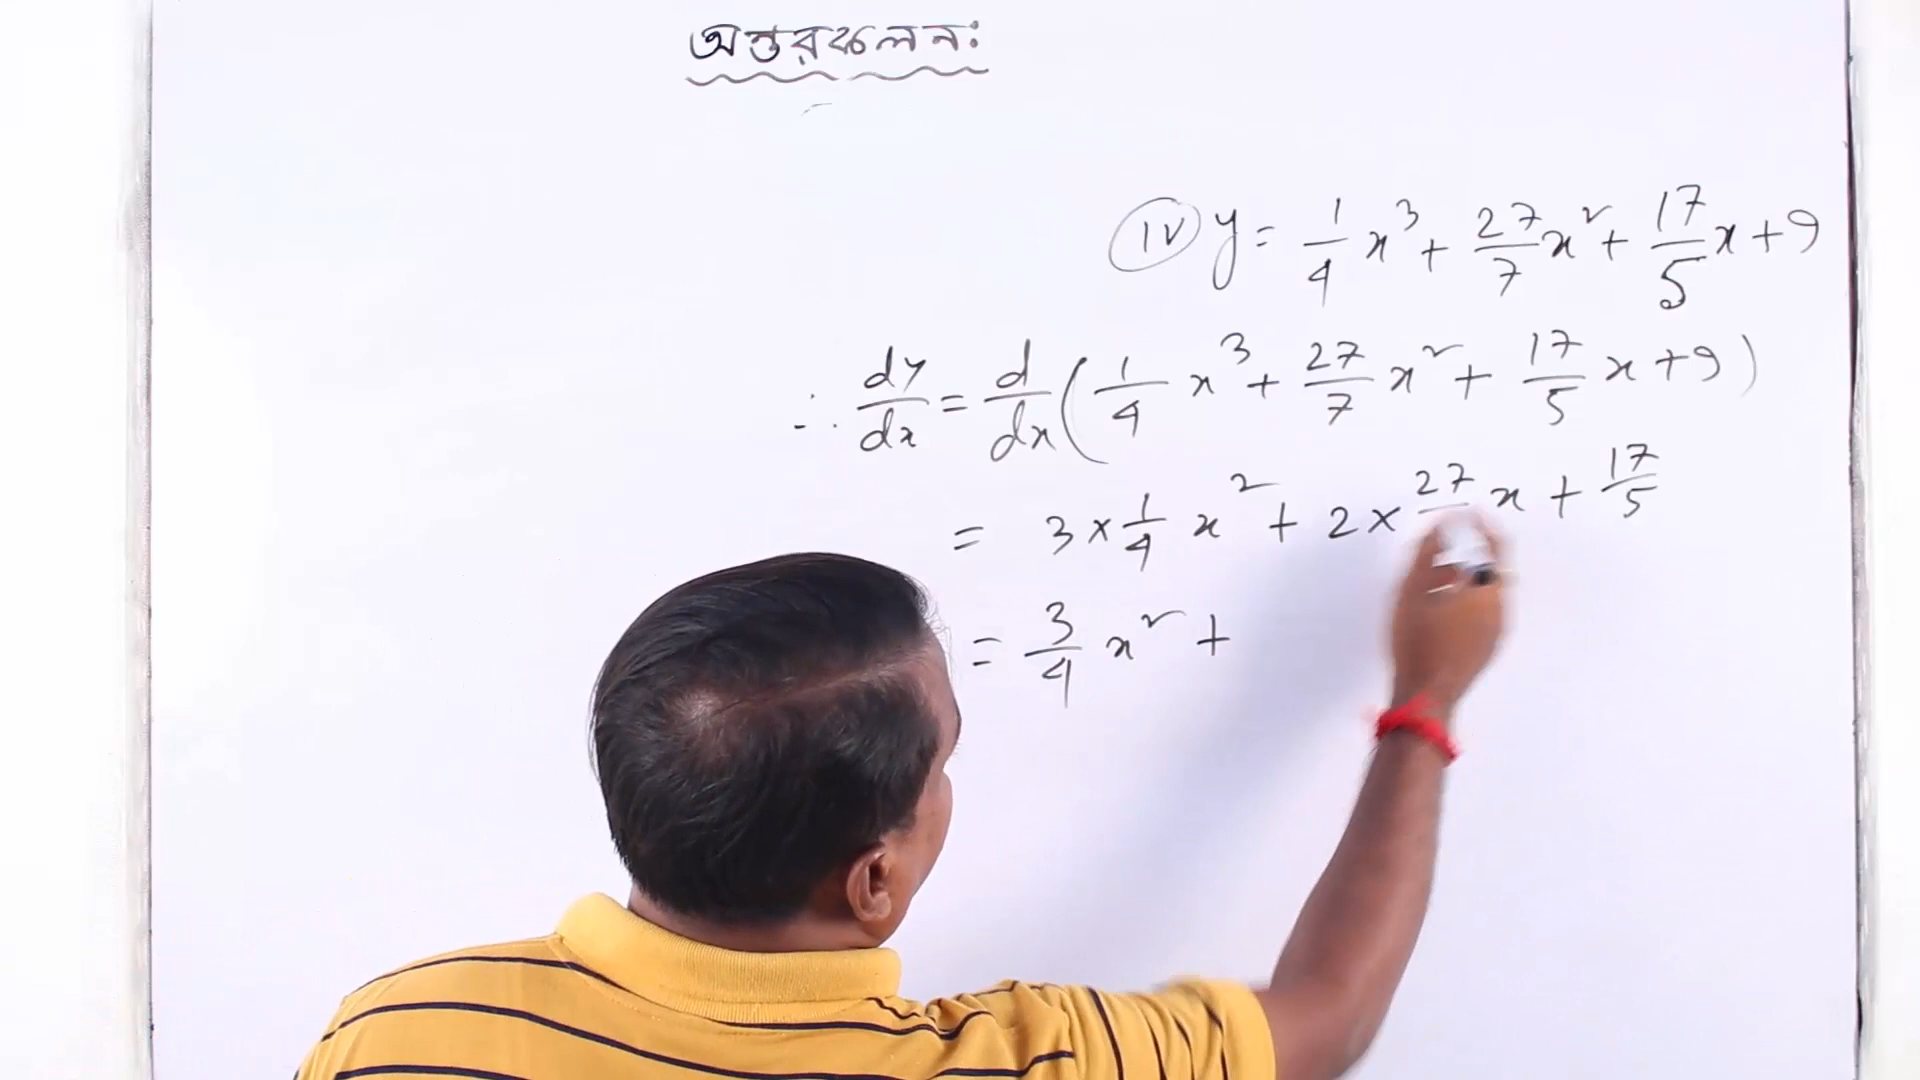 অন্তরকলন:
(iv) y = 1/4 x³ + 27/7 x² + 17/5 x + 9
∴ dy/dx = d/dx (1/4 x³ + 27/7 x² + 17/5 x + 9)
= 3 × 1/4 x² + 2 × 27 x + 17/5
= 3/4 x² +